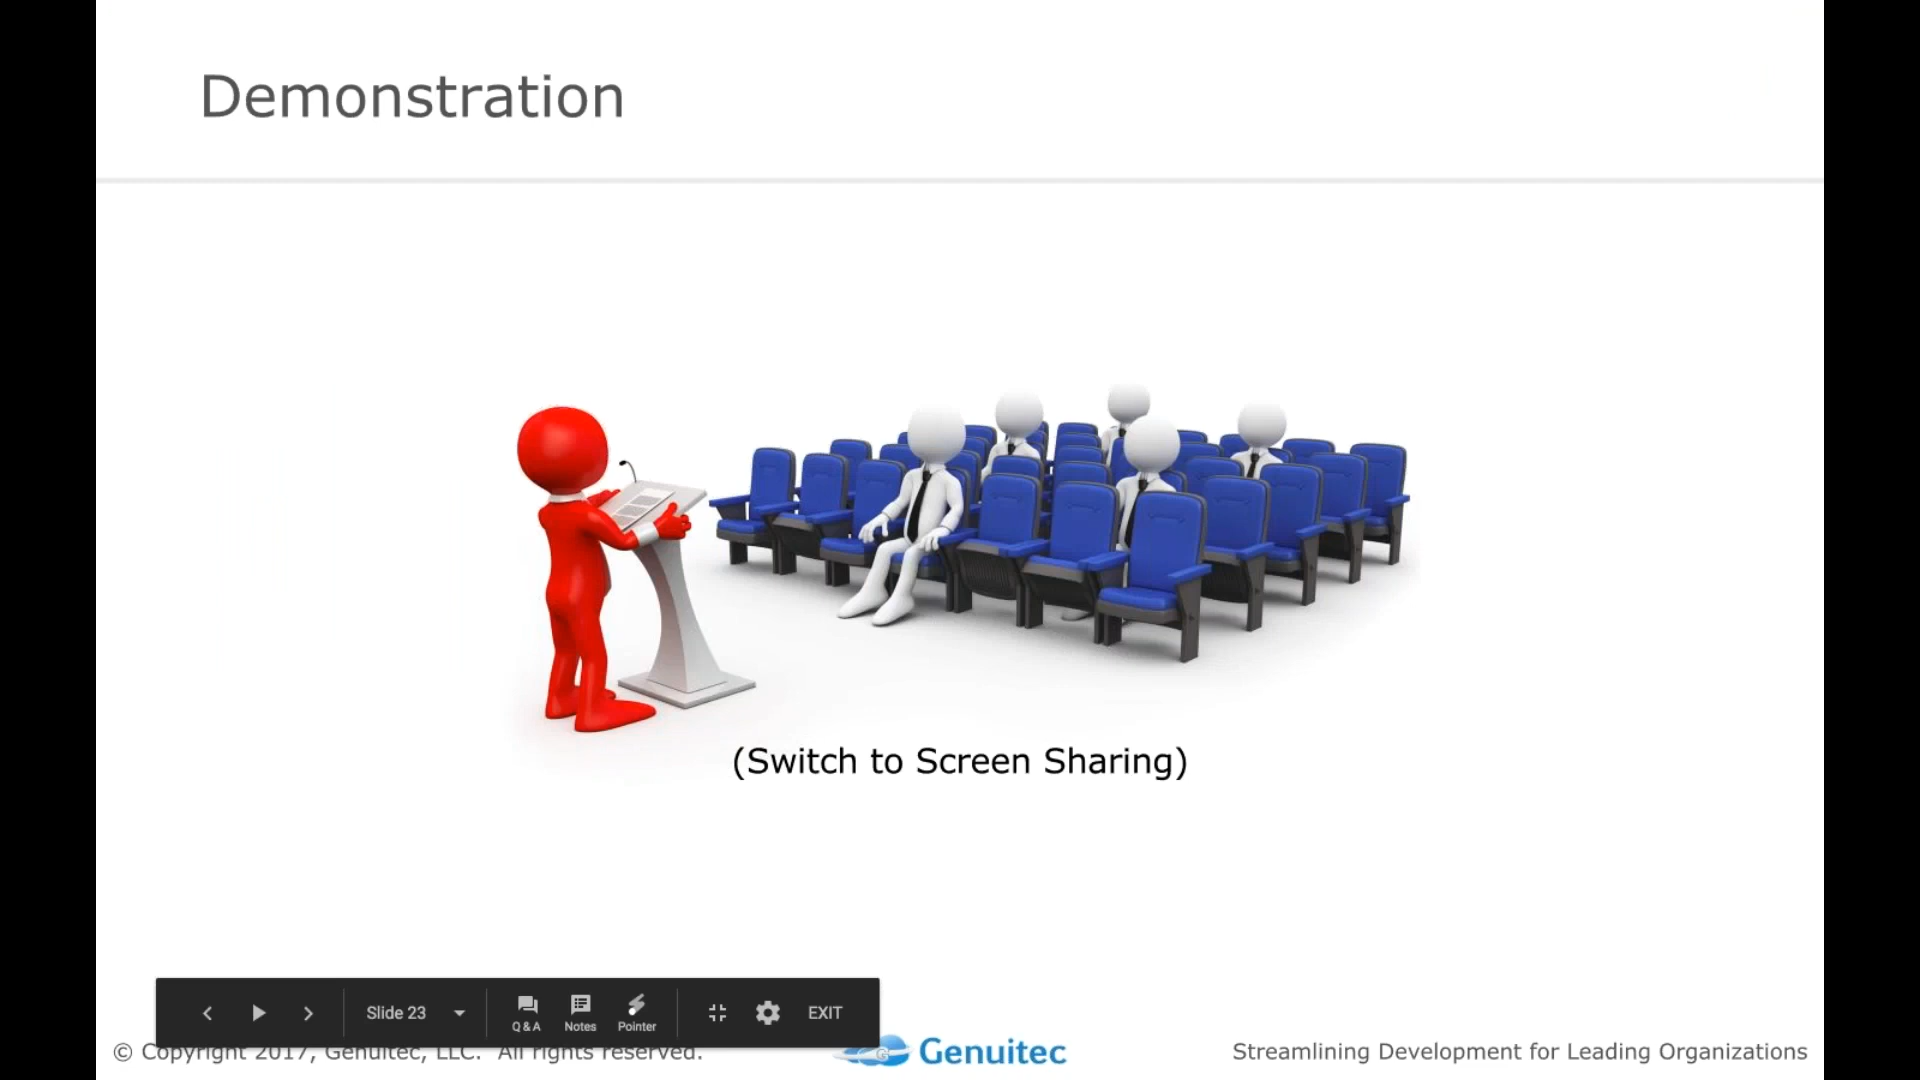 Demonstration
(Switch to Screen Sharing)
Slide 23
Q & A
Notes
Pointer
EXIT
© Copyright 2017, Genuitec, LLC. All rights reserved.
G Genuitec
Streamlining Development for Leading Organizations